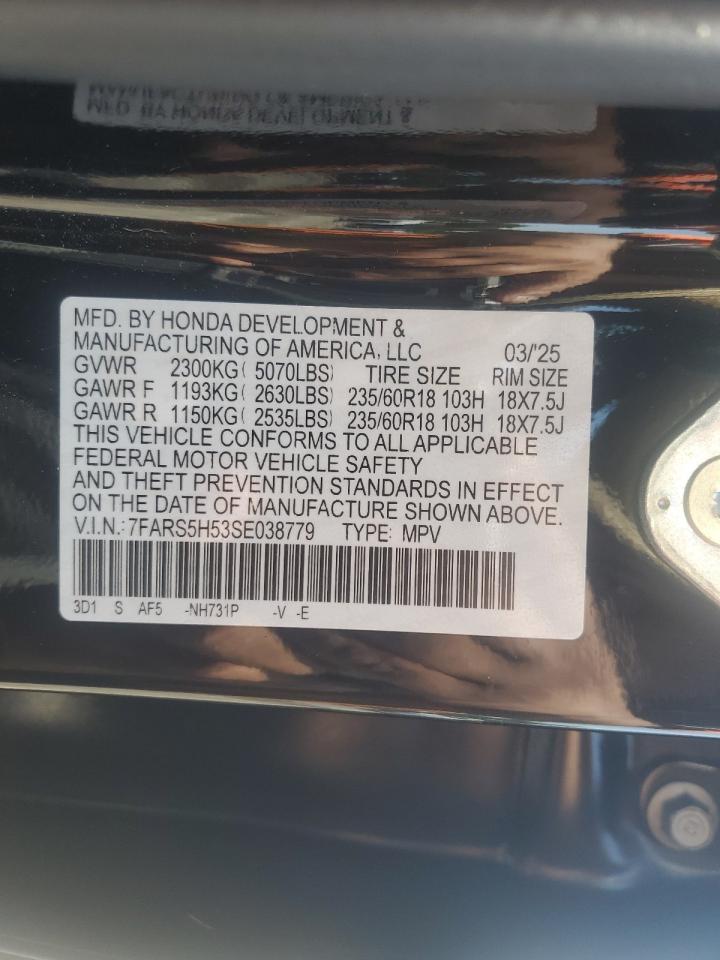 MFD. BY HONDA DEVELOPMENT &
MANUFACTURING OF AMERICA, LLC 03/'25
GVWR 2300KG( 5070LBS) TIRE SIZE RIM SIZE
GAWR F 1193KG( 2630LBS) 235/60R18 103H 18X7.5J
GAWR R 1150KG( 2535LBS) 235/60R18 103H 18X7.5J
THIS VEHICLE CONFORMS TO ALL APPLICABLE
FEDERAL MOTOR VEHICLE SAFETY
AND THEFT PREVENTION STANDARDS IN EFFECT
ON THE DATE OF MANUFACTURE SHOWN ABOVE.
V.I.N.:7FARS5H53SE038779 TYPE: MPV
3D1 S AF5 -NH731P -V -E